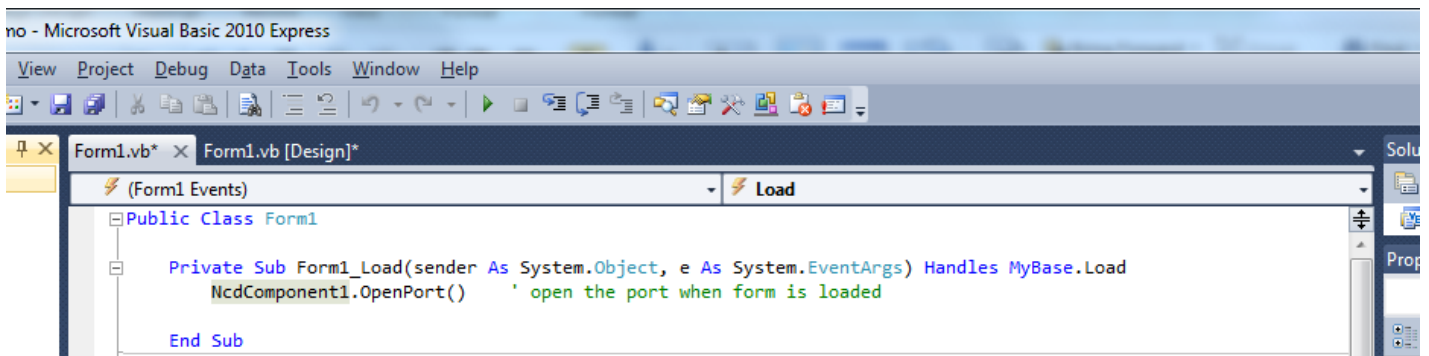 mo - Microsoft Visual Basic 2010 Express
View Project Debug Data Tools Window Help
Form1.vb* Form1.vb [Design]* Solu
(Form1 Events) Load
Public Class Form1
Private Sub Form1_Load(sender As System.Object, e As System.EventArgs) Handles MyBase.Load
Prop
NcdComponent1.OpenPort() ' open the port when form is loaded
End Sub